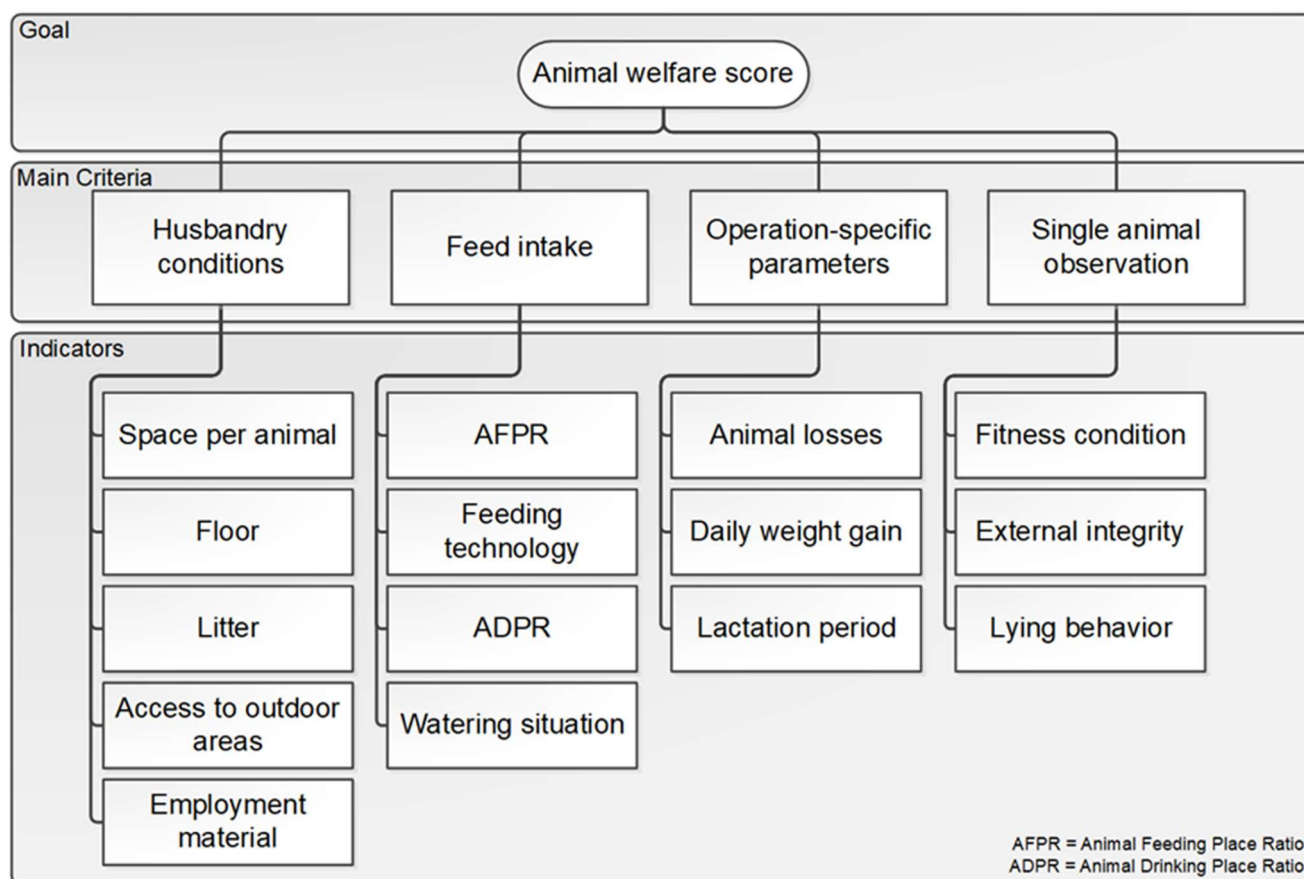 Goal
Animal welfare score
Main Criteria
Husbandry
conditions
Feed intake
Operation-specific
parameters
Single animal
observation
Indicators
Space per animal
Floor
Litter
Access to outdoor
areas
Employment
material
AFPR
Feeding
technology
ADPR
Watering situation
Animal losses
Daily weight gain
Lactation period
Fitness condition
External integrity
Lying behavior
AFPR = Animal Feeding Place Ratio
ADPR = Animal Drinking Place Ratio